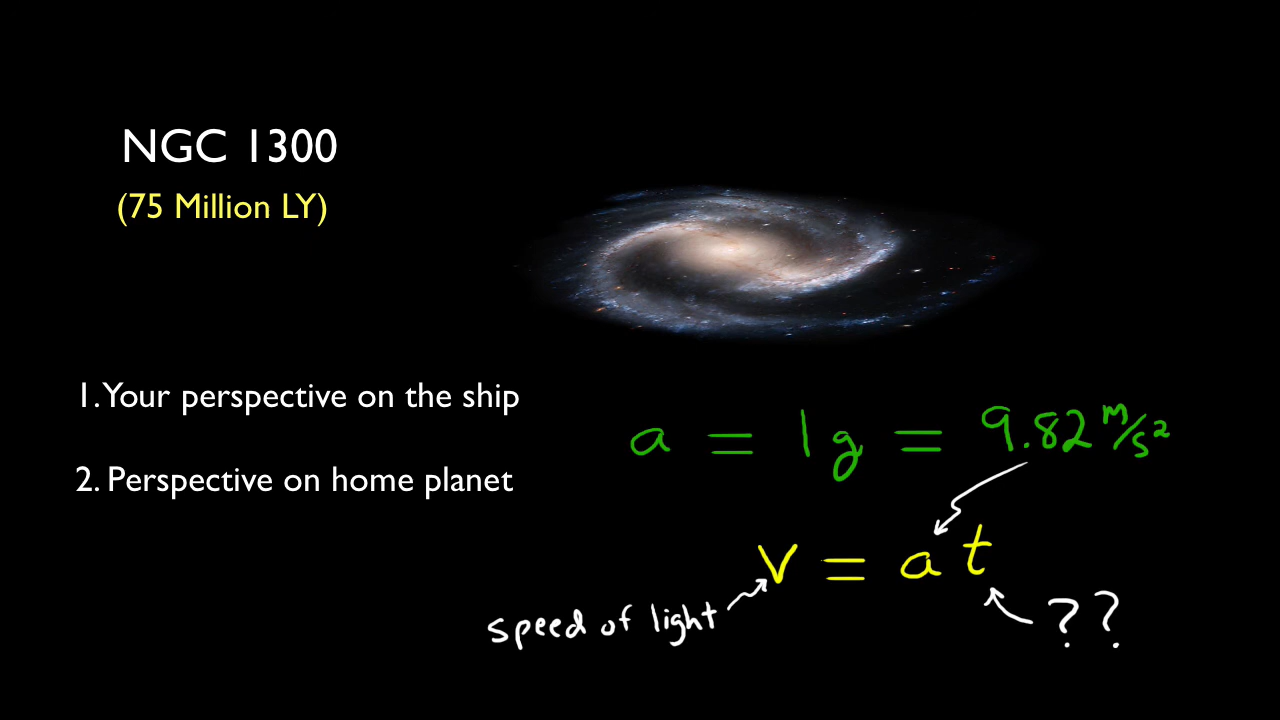 NGC 1300
(75 Million LY)
1. Your perspective on the ship
2. Perspective on home planet
a = 1g = 9.82 m/s²
v = a t
speed of light
??